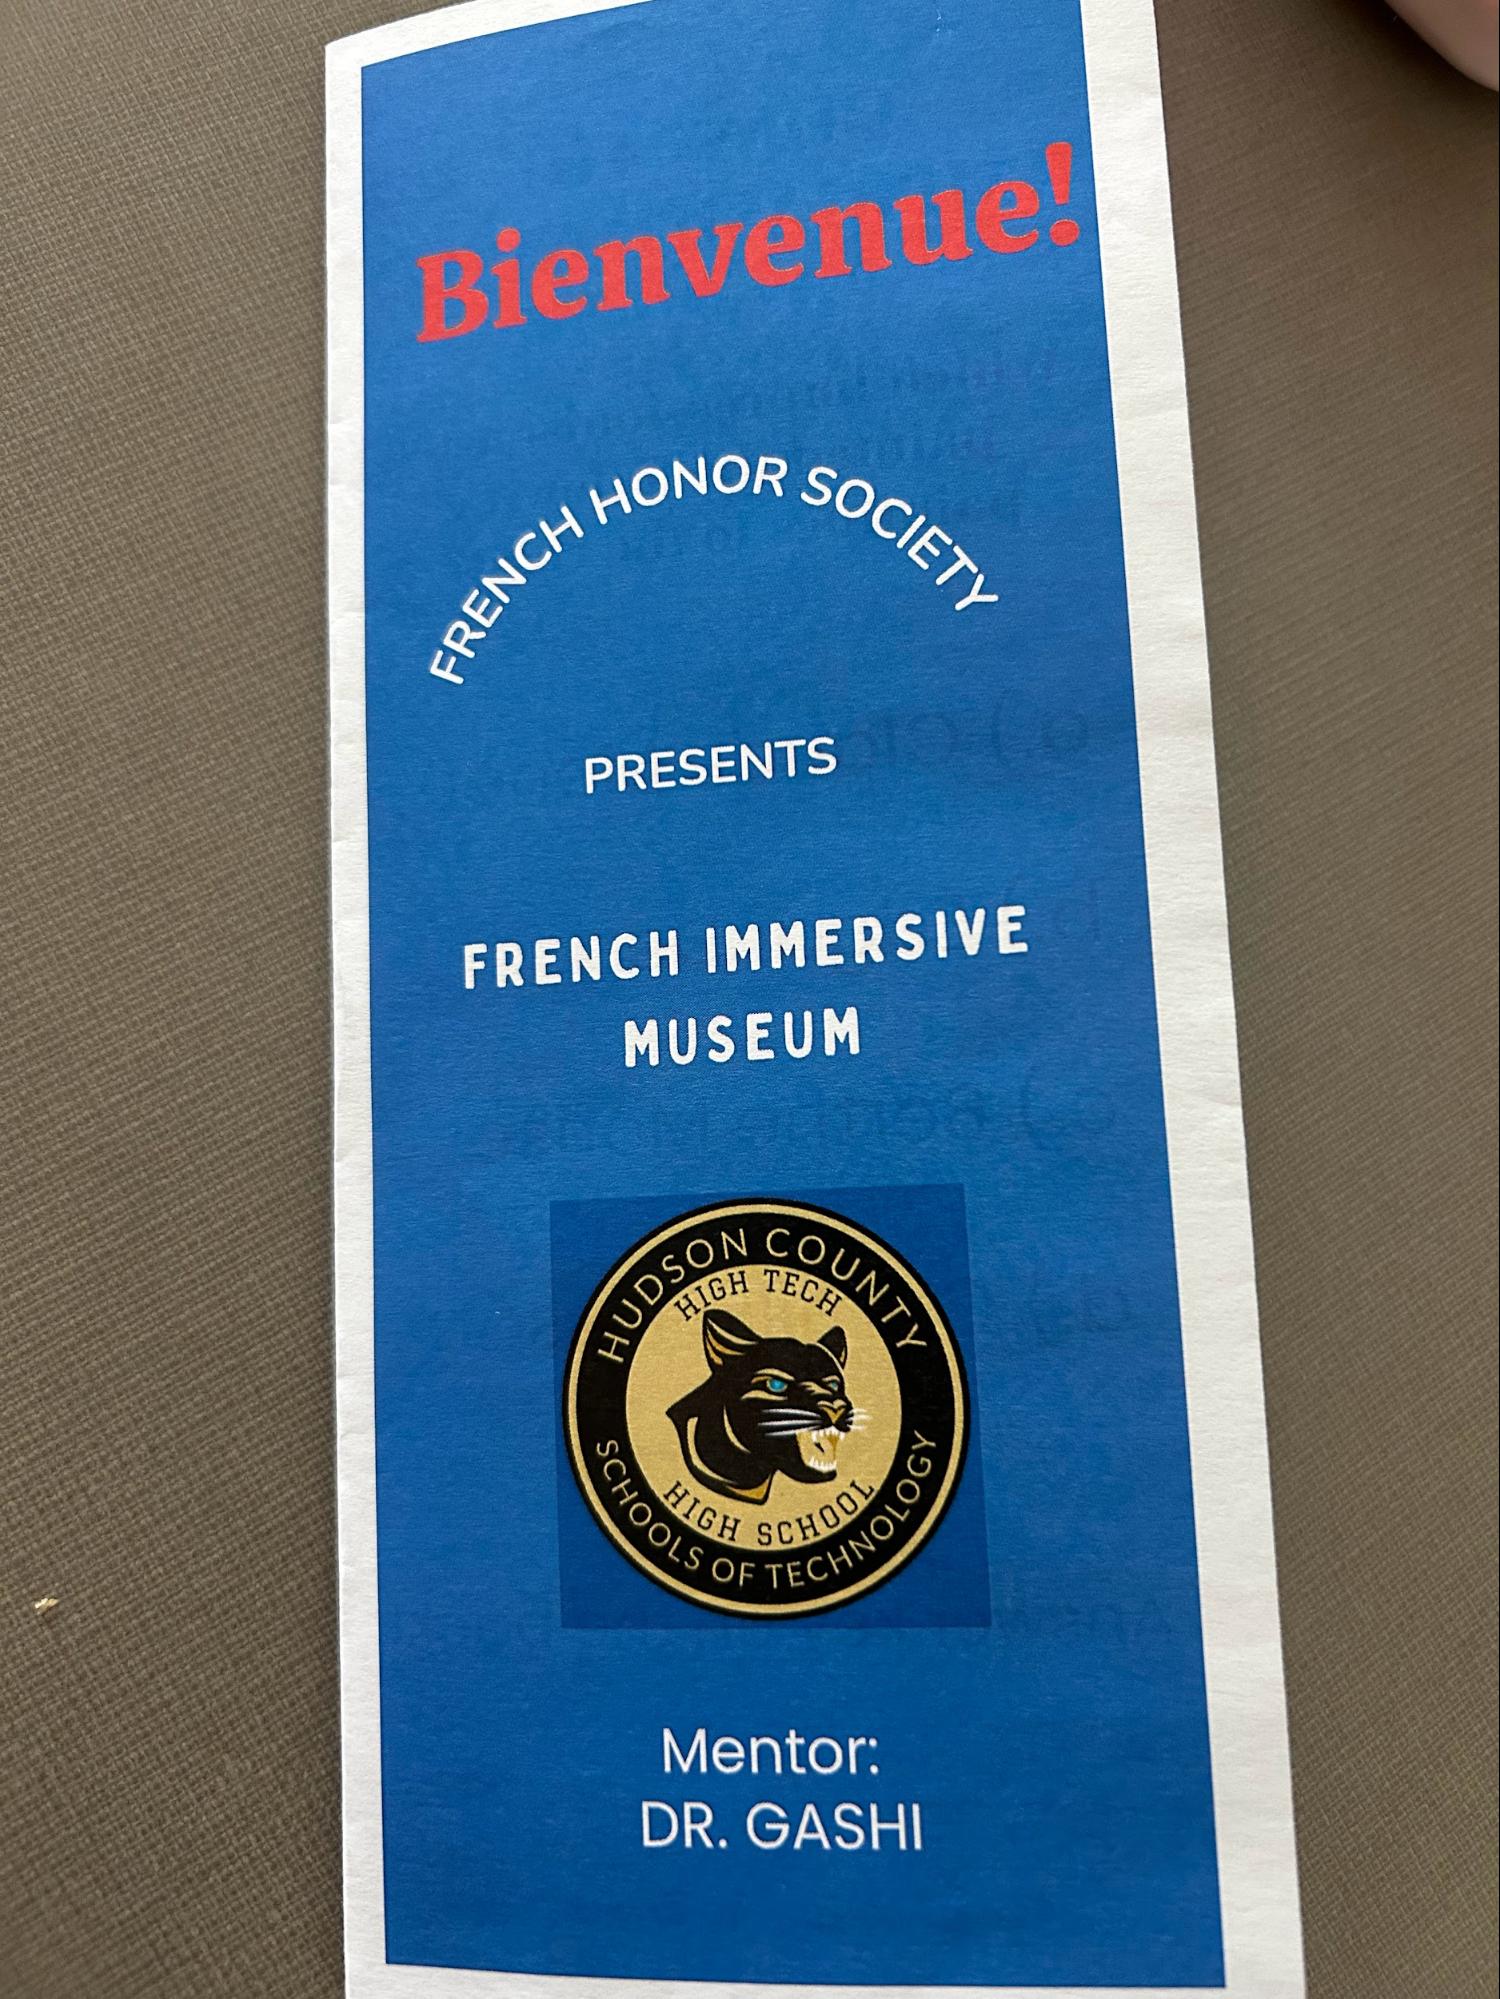 Bienvenue!
FRENCH HONOR SOCIETY
PRESENTS
FRENCH IMMERSIVE
MUSEUM
HUDSON COUNTY
HIGH TECH
HIGH SCHOOL
SCHOOLS OF TECHNOLOGY
Mentor:
DR. GASHI